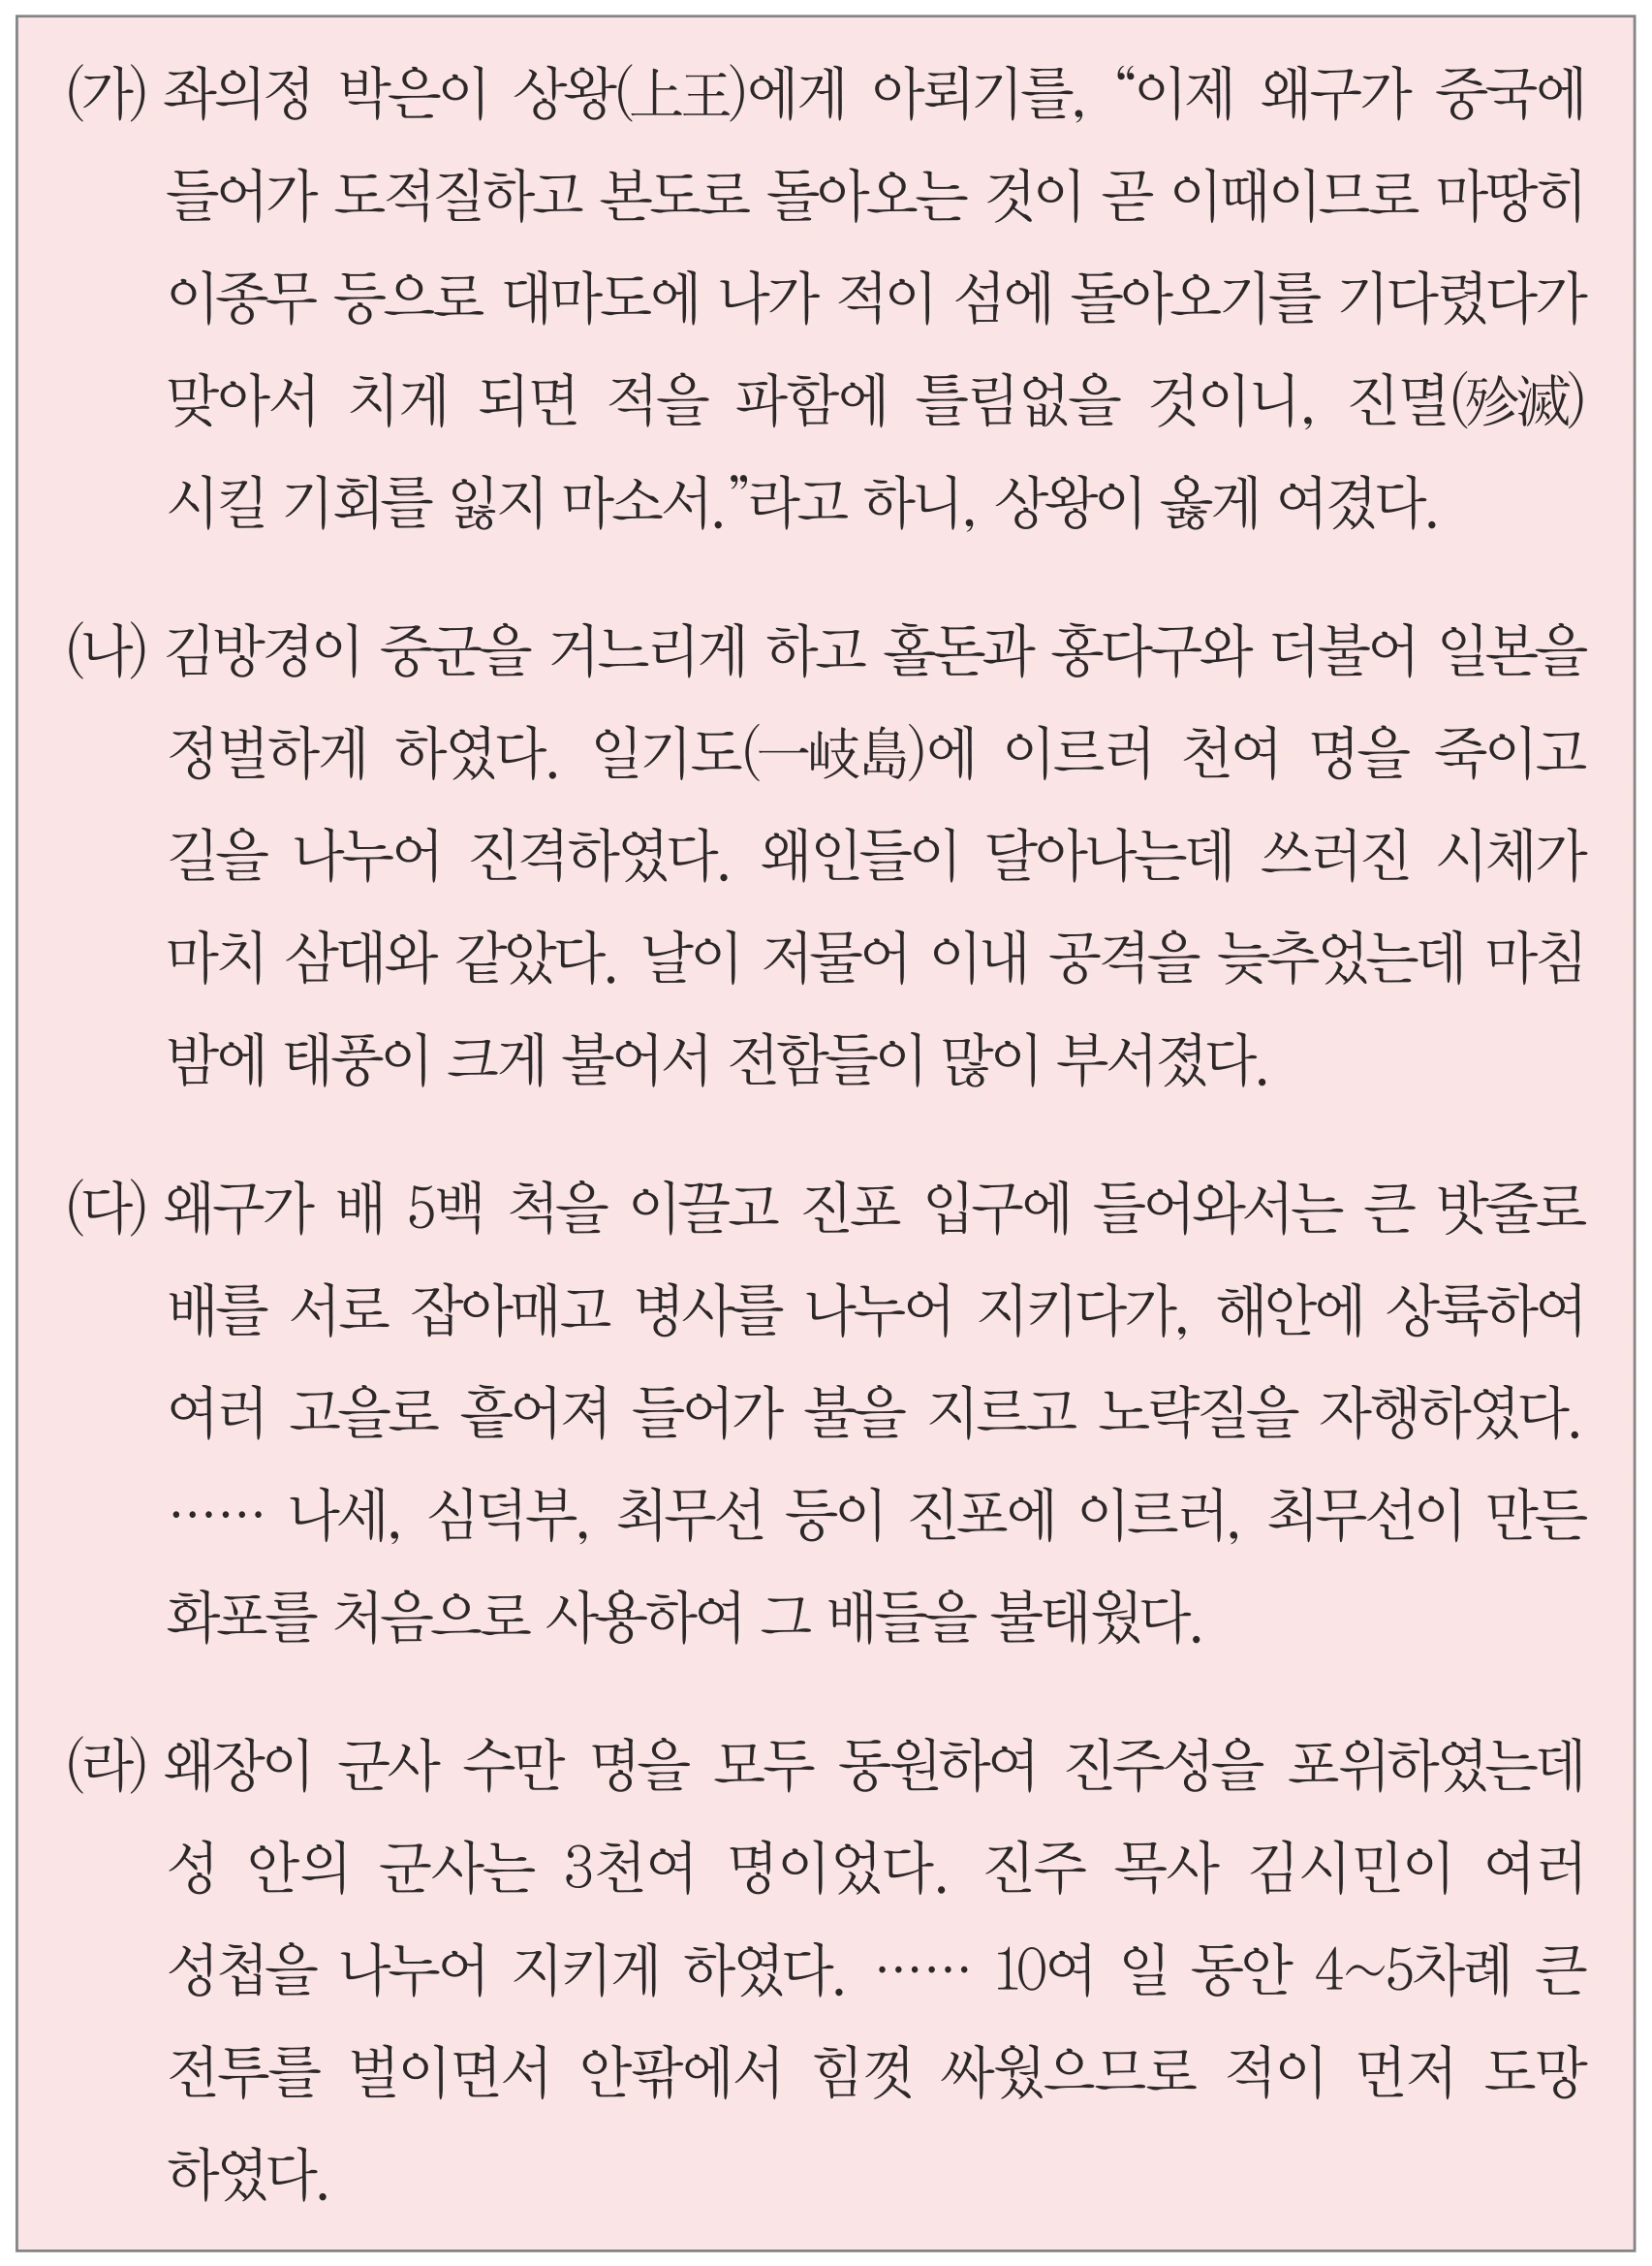 (가) 좌의정 박은이 상왕(上王)에게 아뢰기를, “이제 왜구가 중국에
들어가 도적질하고 본도로 돌아오는 것이 곧 이때이므로 마땅히
이종무 등으로 대마도에 나가 적이 섬에 돌아오기를 기다렸다가
맞아서 치게 되면 적을 파함에 틀림없을 것이니, 진멸(殄滅)
시킬 기회를 잃지 마소서.”라고 하니, 상왕이 옳게 여겼다.
(나) 김방경이 중군을 거느리게 하고 홀돈과 홍다구와 더불어 일본을
정벌하게 하였다. 일기도(一岐島)에 이르러 천여 명을 죽이고
길을 나누어 진격하였다. 왜인들이 달아나는데 쓰러진 시체가
마치 삼대와 같았다. 날이 저물어 이내 공격을 늦추었는데 마침
밤에 태풍이 크게 불어서 전함들이 많이 부서졌다.
(다) 왜구가 배 5백 척을 이끌고 진포 입구에 들어와서는 큰 밧줄로
배를 서로 잡아매고 병사를 나누어 지키다가, 해안에 상륙하여
여러 고을로 흩어져 들어가 불을 지르고 노략질을 자행하였다.
…… 나세, 심덕부, 최무선 등이 진포에 이르러, 최무선이 만든
화포를 처음으로 사용하여 그 배들을 불태웠다.
(라) 왜장이 군사 수만 명을 모두 동원하여 진주성을 포위하였는데
성 안의 군사는 3천여 명이었다. 진주 목사 김시민이 여러
성첩을 나누어 지키게 하였다. …… 10여 일 동안 4~5차례 큰
전투를 벌이면서 안팎에서 힘껏 싸웠으므로 적이 먼저 도망
하였다.